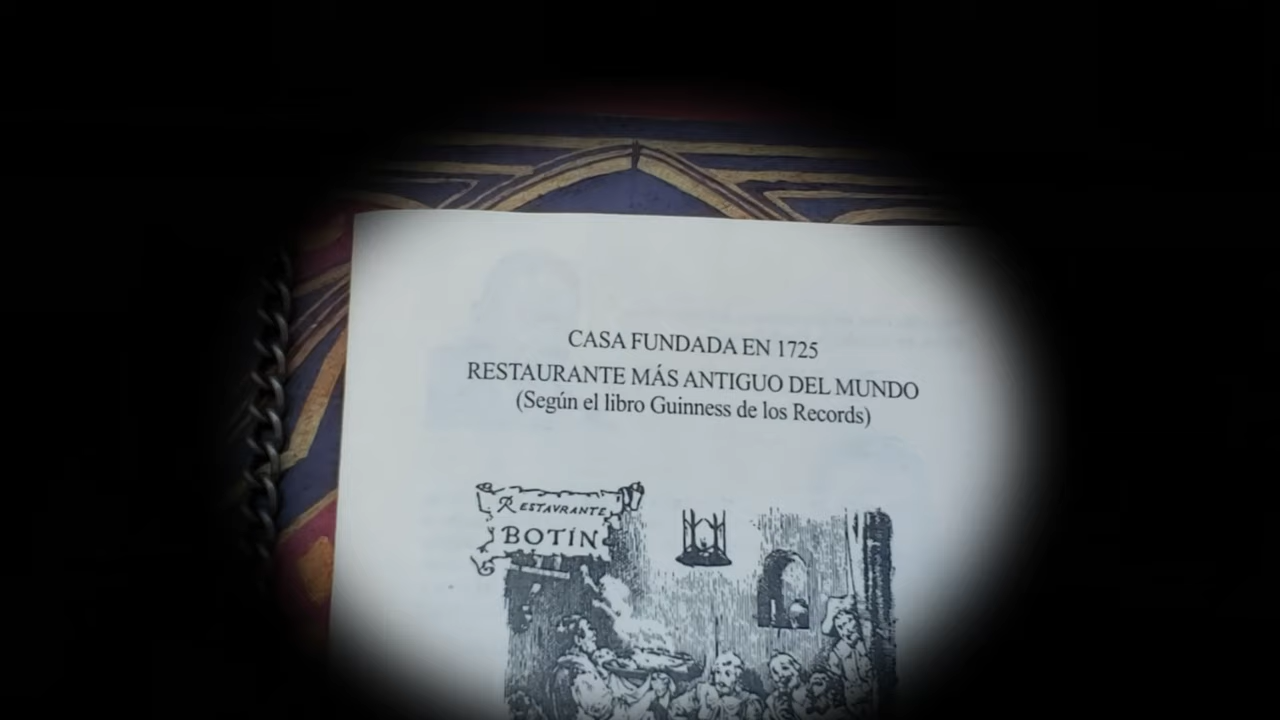 CASA FUNDADA EN 1725
RESTAURANTE MÁS ANTIGUO DEL MUNDO
(Según el libro Guinness de los Records)
RESTAVRANTE
BOTÍN